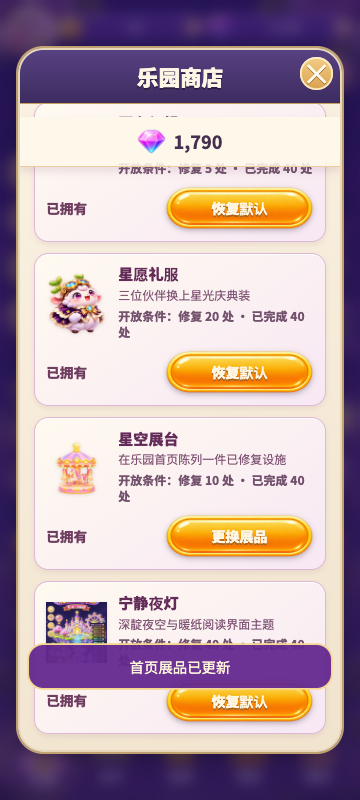 乐园商店
1,790
开放条件：修复 5 处 · 已完成 40 处
已拥有
恢复默认
星愿礼服
三位伙伴换上星光庆典装
开放条件：修复 20 处 · 已完成 40
处
已拥有
恢复默认
星空展台
在乐园首页陈列一件已修复设施
开放条件：修复 10 处 · 已完成 40
处
已拥有
更换展品
宁静夜灯
深靛夜空与暖纸阅读界面主题
首页展品已更新
已拥有
恢复默认